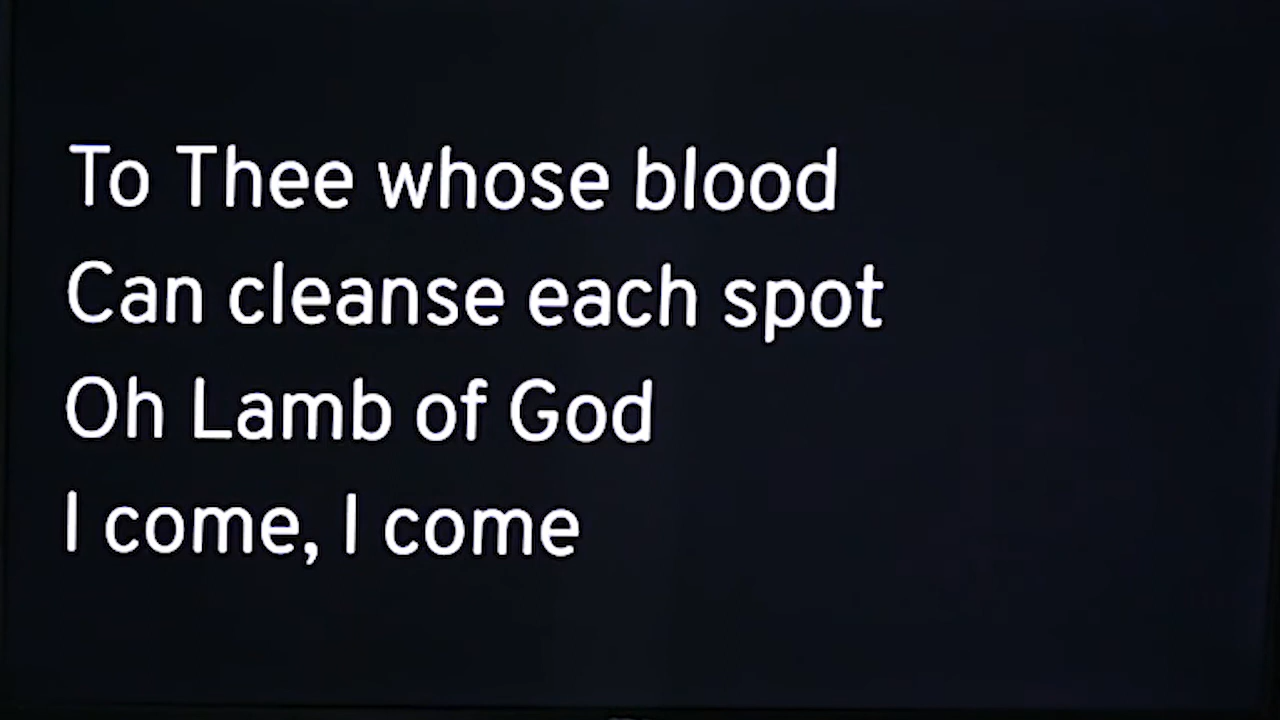 To Thee whose blood
Can cleanse each spot
Oh Lamb of God
I come, I come